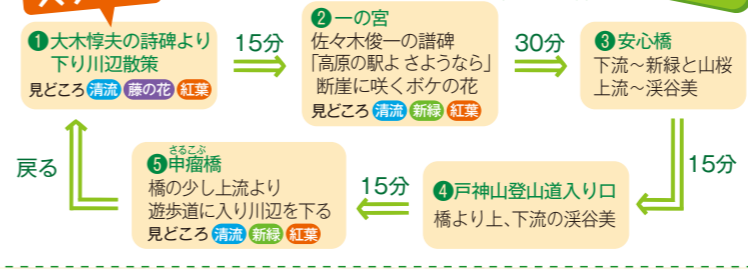 ❶大木惇夫の詩碑より
下り川辺散策
見どころ 清流 藤の花 紅葉
15分
❷一の宮
佐々木俊一の譜碑
「高原の駅よ さようなら」
断崖に咲くボケの花
見どころ 清流 新緑 紅葉
30分
❸安心橋
下流～新緑と山桜
上流～渓谷美
15分
❹戸神山登山道入り口
橋より上、下流の渓谷美
15分
さるこぶ
❺申瘤橋
橋の少し上流より
遊歩道に入り川辺を下る
見どころ 清流 新緑 紅葉
戻る